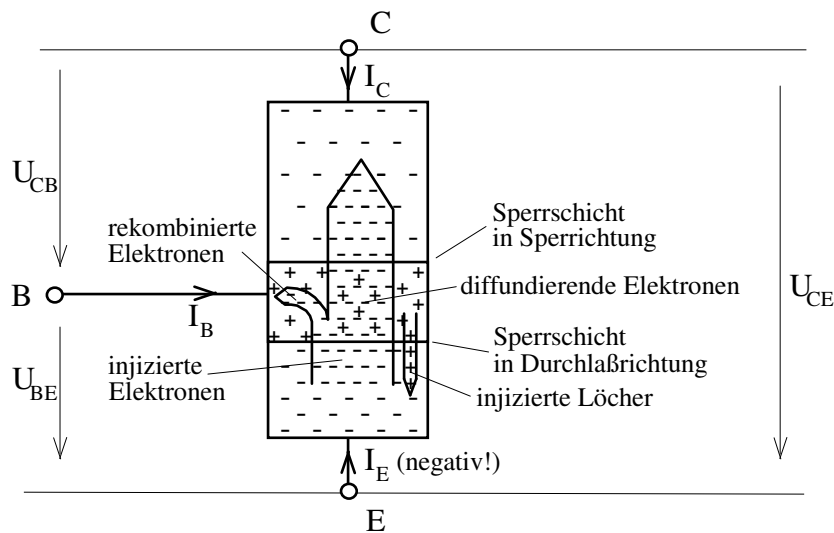 C
I_C
U_CB
rekombinierte
Elektronen
Sperrschicht
in Sperrichtung
B
I_B
diffundierende Elektronen
U_CE
U_BE
injizierte
Elektronen
Sperrschicht
in Durchlaßrichtung
injizierte Löcher
I_E (negativ!)
E